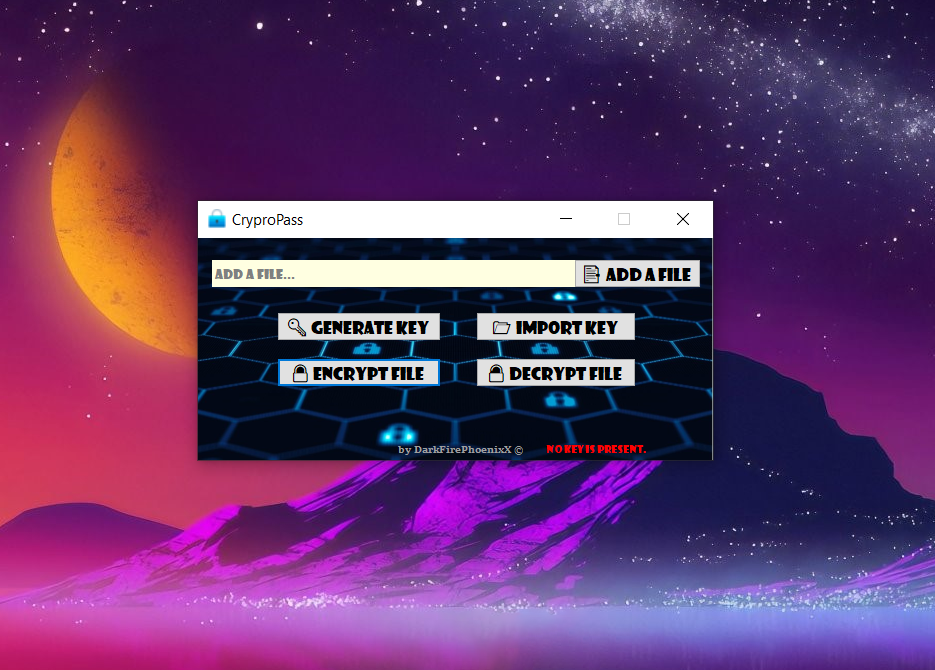 CryproPass
ADD A FILE...
ADD A FILE
GENERATE KEY
IMPORT KEY
ENCRYPT FILE
DECRYPT FILE
by DarkFirePhoenixX ©
NO KEY IS PRESENT.